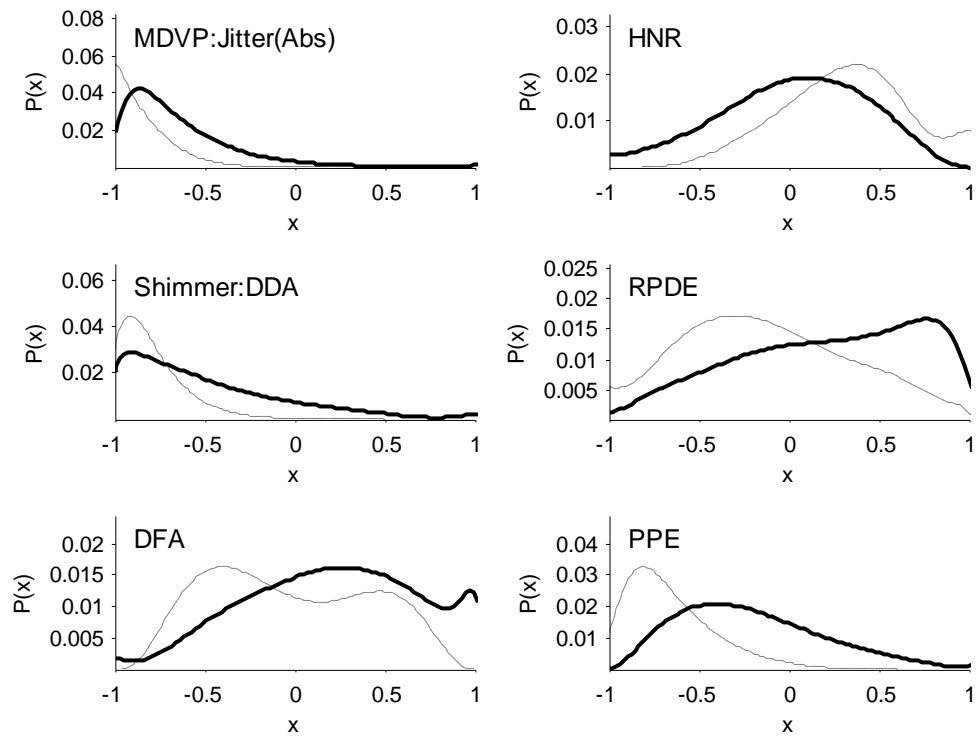 MDVP:Jitter(Abs)
P(x)
0.08
0.06
0.04
0.02
-1 -0.5 0 0.5 1
x
HNR
P(x)
0.03
0.02
0.01
-1 -0.5 0 0.5 1
x
Shimmer:DDA
P(x)
0.06
0.04
0.02
-1 -0.5 0 0.5 1
x
RPDE
P(x)
0.025
0.02
0.015
0.01
0.005
-1 -0.5 0 0.5 1
x
DFA
P(x)
0.02
0.015
0.01
0.005
-1 -0.5 0 0.5 1
x
PPE
P(x)
0.04
0.03
0.02
0.01
-1 -0.5 0 0.5 1
x